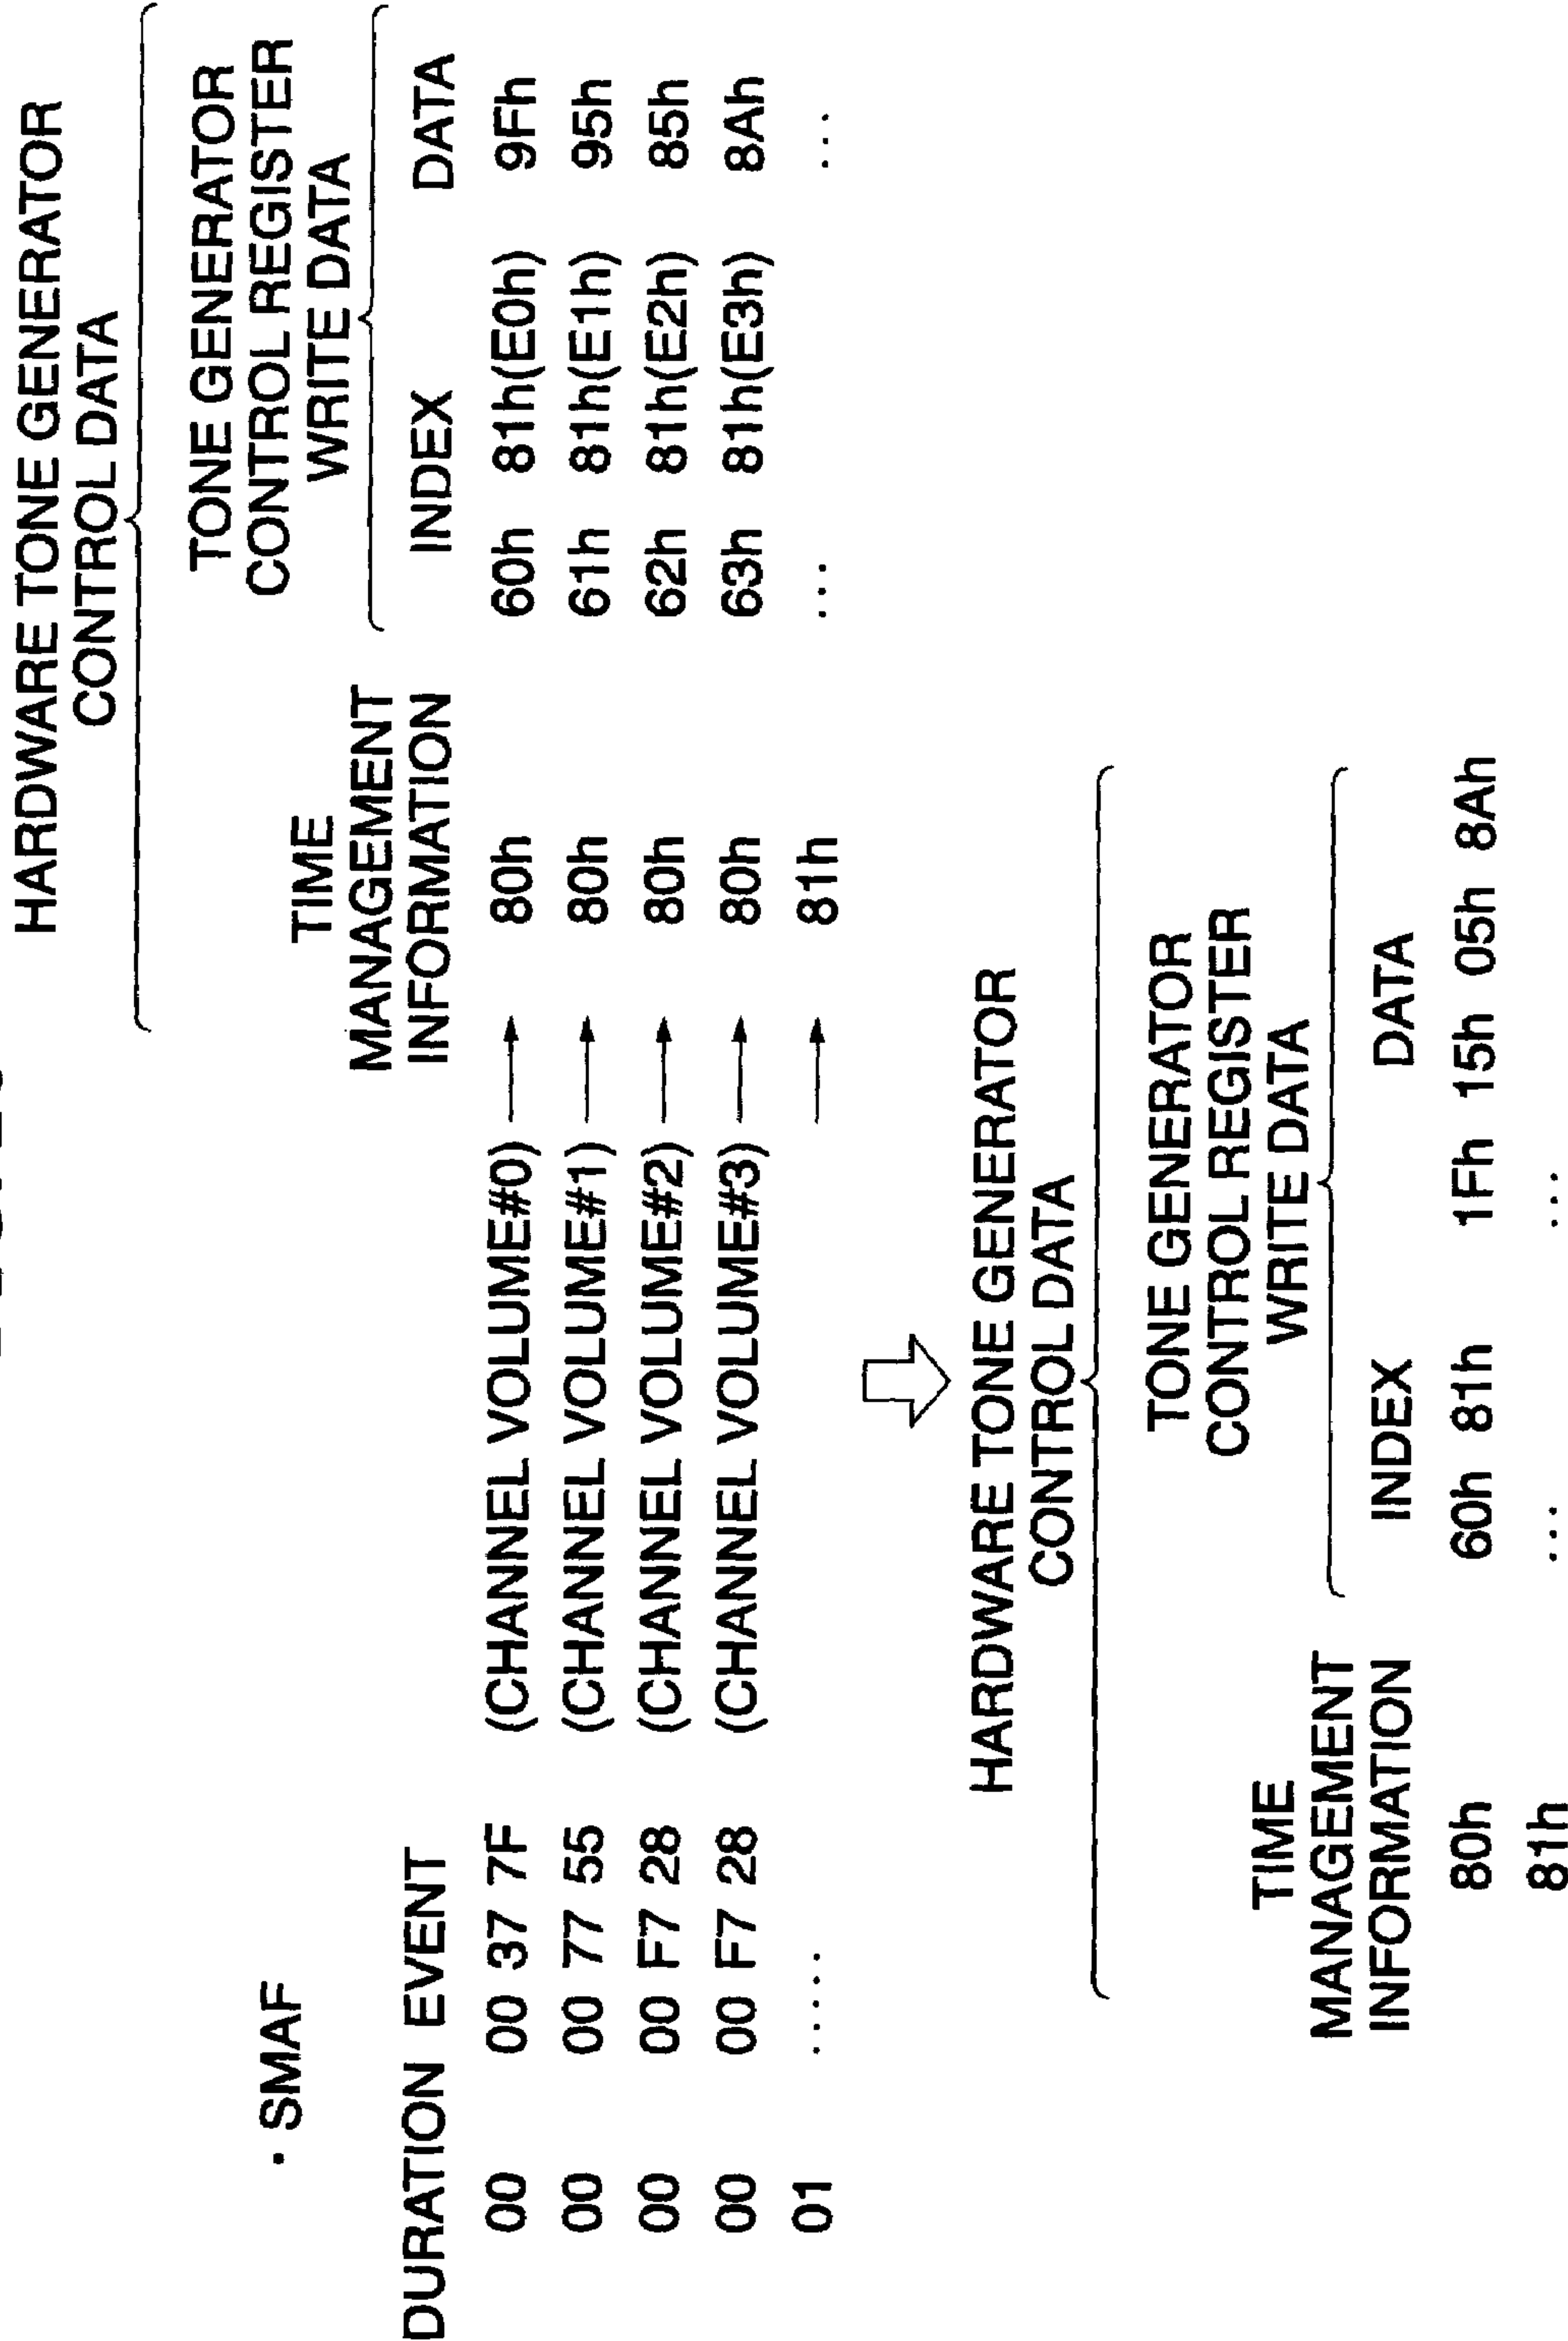 HARDWARE TONE GENERATOR
CONTROL DATA
TONE GENERATOR
CONTROL REGISTER
WRITE DATA
· SMAF
TIME
MANAGEMENT
INFORMATION
DURATION EVENT INDEX DATA
00 00 37 7F (CHANNEL VOLUME#0) 80h 60h 81h(E0h) 9Fh
00 00 77 55 (CHANNEL VOLUME#1) 80h 61h 81h(E1h) 95h
00 00 F7 28 (CHANNEL VOLUME#2) 80h 62h 81h(E2h) 85h
00 00 F7 28 (CHANNEL VOLUME#3) 80h 63h 81h(E3h) 8Ah
01 ..... 81h ... ...
HARDWARE TONE GENERATOR
CONTROL DATA
TONE GENERATOR
CONTROL REGISTER
WRITE DATA
TIME
MANAGEMENT
INFORMATION INDEX DATA
80h 60h 81h 1Fh 15h 05h 8Ah
81h ... ...